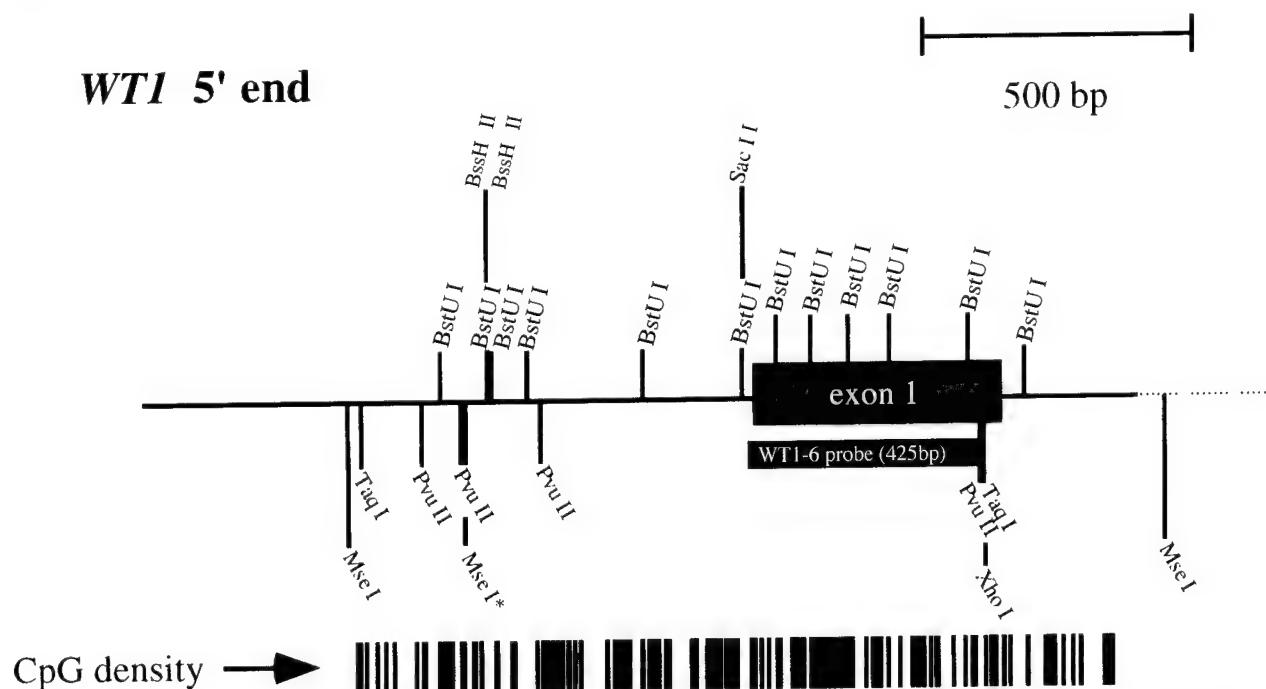 WT1 5' end
500 bp
BssH II
BssH II
Sac II
BstU I
BstU I
BstU I
BstU I
BstU I
BstU I
BstU I
BstU I
BstU I
BstU I
BstU I
BstU I
exon 1
WT1-6 probe (425bp)
Taq I
Pvu II
Pvu II
Pvu II
Taq I
Pvu II
Mse I
Mse I*
Xho I
Mse I
CpG density